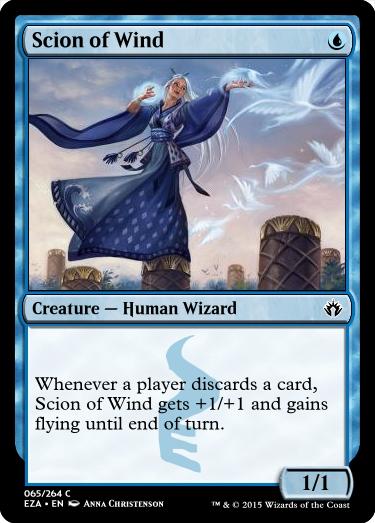 Scion of Wind
Creature — Human Wizard
Whenever a player discards a card,
Scion of Wind gets +1/+1 and gains
flying until end of turn.
1/1
065/264 C
EZA • EN Anna Christenson
™ & © 2015 Wizards of the Coast